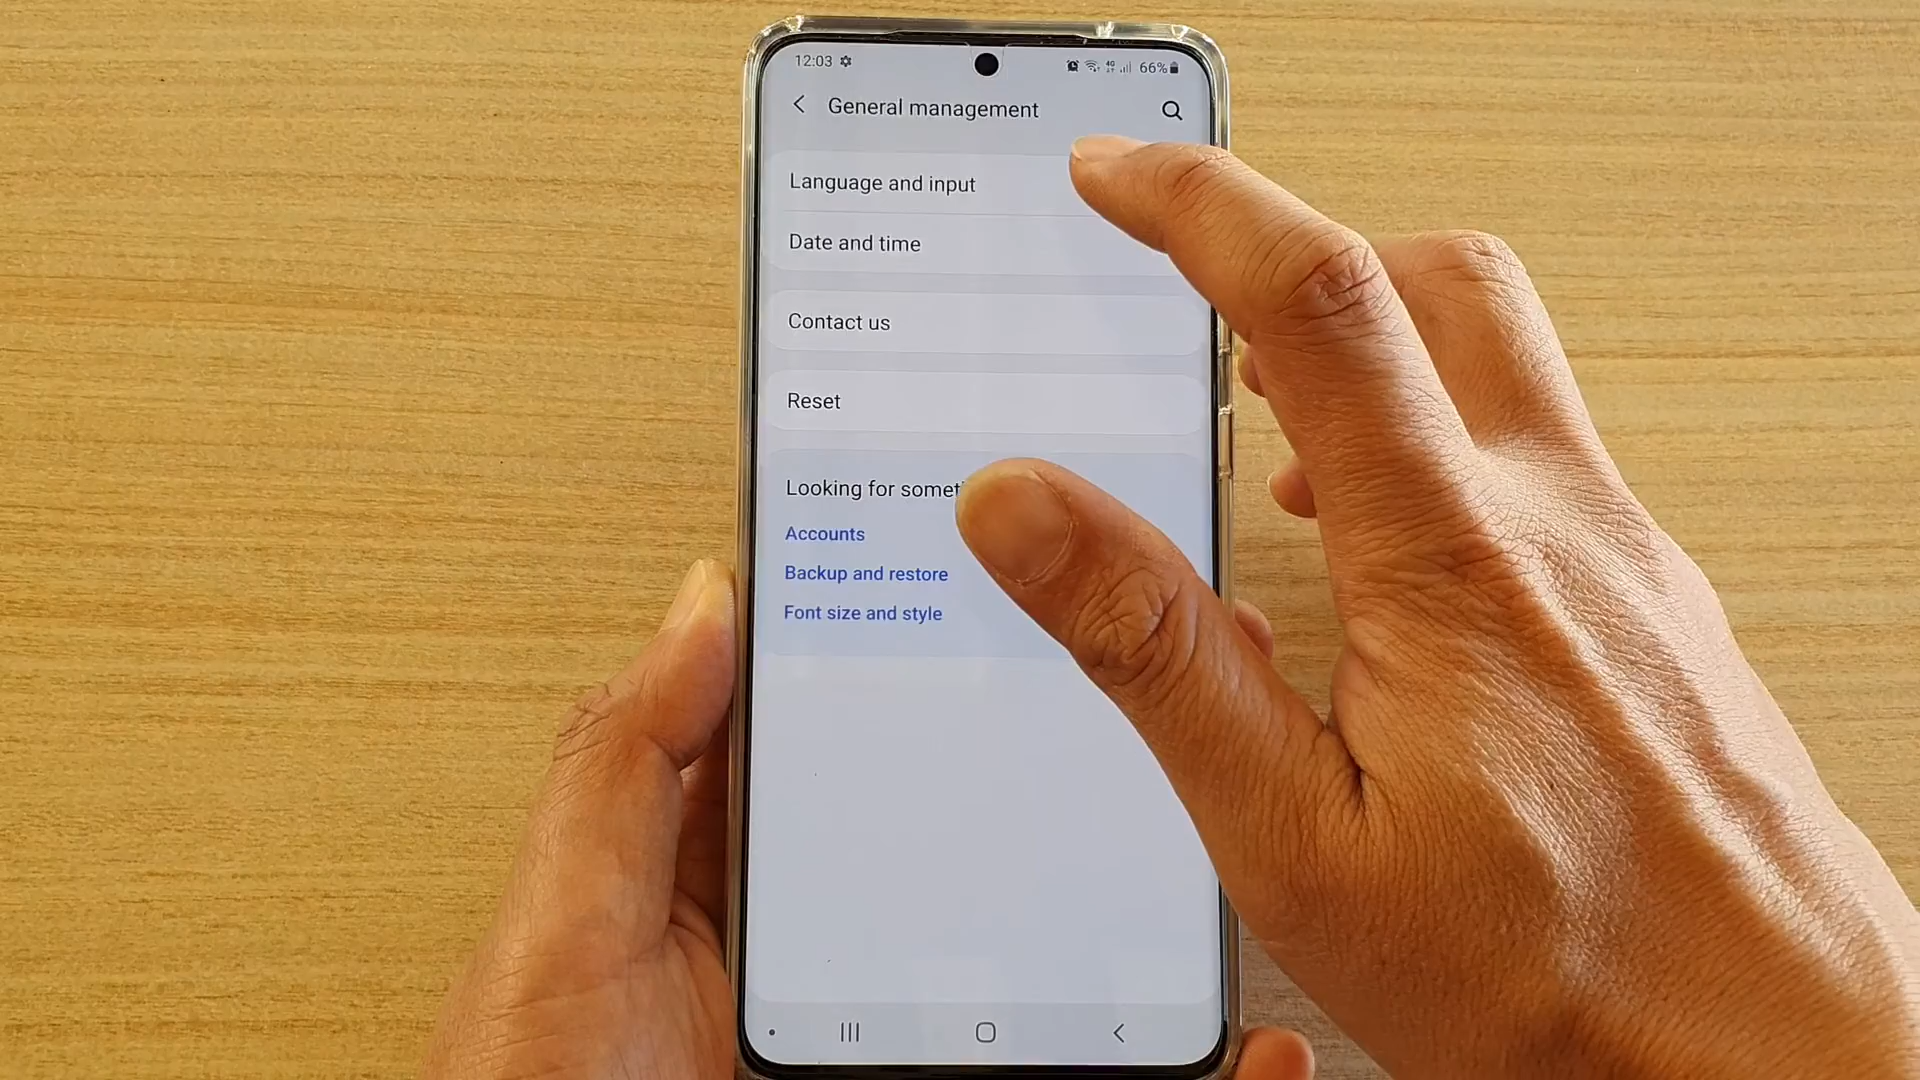 12:03
4G 66%
General management
Language and input
Date and time
Contact us
Reset
Looking for
Accounts
Backup and restore
Font size and style